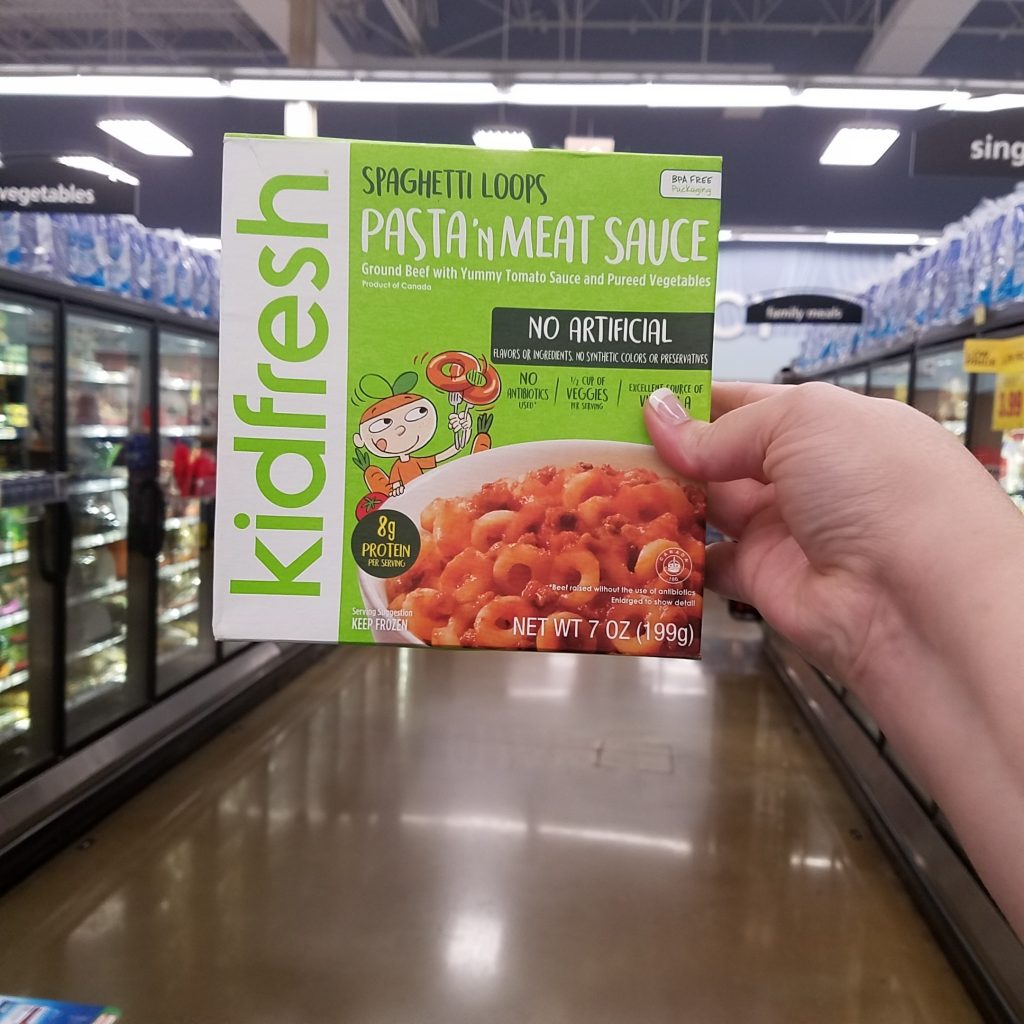 vegetables
sing
family meals
kidfresh
SPAGHETTI LOOPS
PASTA 'N MEAT SAUCE
Ground Beef with Yummy Tomato Sauce and Pureed Vegetables
Product of Canada
BPA FREE
Packaging
NO ARTIFICIAL
FLAVORS OR INGREDIENTS. NO SYNTHETIC COLORS OR PRESERVATIVES
NO
ANTIBIOTICS
USED*
1/2 CUP OF
VEGGIES
PER SERVING
EXCELLENT SOURCE OF
8g
PROTEIN
PER SERVING
Serving Suggestion
KEEP FROZEN
CANADA
*Beef raised without the use of antibiotics
Enlarged to show detail
NET WT 7 OZ (199g)